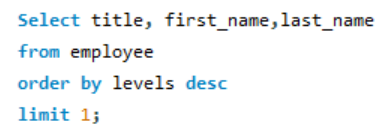 Select title, first_name,last_name
from employee
order by levels desc
limit 1;